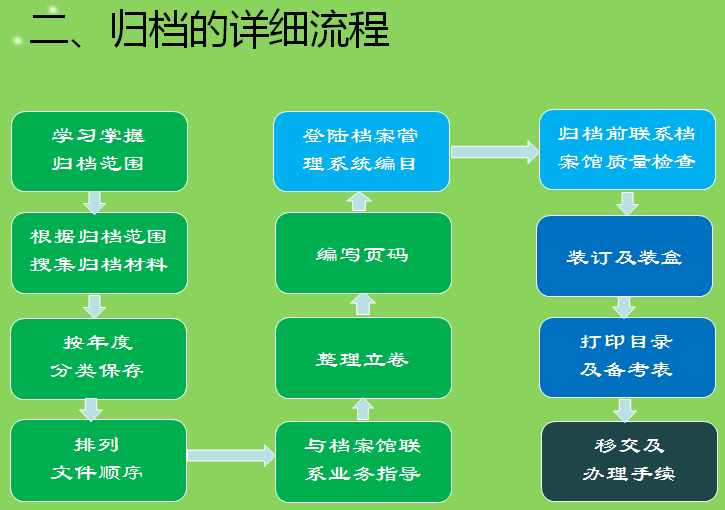 二、归档的详细流程
学习掌握
归档范围
根据归档范围
搜集归档材料
按年度
分类保存
排列
文件顺序
与档案馆联
系业务指导
整理立卷
编写页码
登陆档案管
理系统编目
归档前联系档
案馆质量检查
装订及装盒
打印目录
及备考表
移交及
办理手续